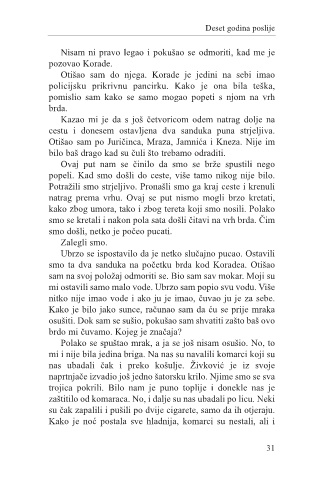 Deset godina poslije
Nisam ni pravo legao i pokušao se odmoriti, kad me je
pozovao Korade.
Otišao sam do njega. Korade je jedini na sebi imao
policijsku prikrivnu pancirku. Kako je ona bila teška,
pomislio sam kako se samo mogao popeti s njom na vrh
brda.
Kazao mi je da s još četvoricom odem natrag dolje na
cestu i donesem ostavljena dva sanduka puna strjeljiva.
Otišao sam po Juričinca, Mraza, Jamnića i Kneza. Nije im
bilo baš drago kad su čuli što trebamo odraditi.
Ovaj put nam se činilo da smo se brže spustili nego
popeli. Kad smo došli do ceste, više tamo nikog nije bilo.
Potražili smo strjeljivo. Pronašli smo ga kraj ceste i krenuli
natrag prema vrhu. Ovaj se put nismo mogli brzo kretati,
kako zbog umora, tako i zbog tereta koji smo nosili. Polako
smo se kretali i nakon pola sata došli čitavi na vrh brda. Čim
smo došli, netko je počeo pucati.
Zalegli smo.
Ubrzo se ispostavilo da je netko slučajno pucao. Ostavili
smo ta dva sanduka na početku brda kod Koradea. Otišao
sam na svoj položaj odmoriti se. Bio sam sav mokar. Moji su
mi ostavili samo malo vode. Ubrzo sam popio svu vodu. Više
nitko nije imao vode i ako ju je imao, čuvao ju je za sebe.
Kako je bilo jako sunce, računao sam da ću se prije mraka
osušiti. Dok sam se sušio, pokušao sam shvatiti zašto baš ovo
brdo mi čuvamo. Kojeg je značaja?
Polako se spuštao mrak, a ja se još nisam osušio. No, to
mi i nije bila jedina briga. Na nas su navalili komarci koji su
nas ubadali čak i preko košulje. Živković je iz svoje
naprtnjače izvadio još jedno šatorsko krilo. Njime smo se sva
trojica pokrili. Bilo nam je puno toplije i donekle nas je
zaštitilo od komaraca. No, i dalje su nas ubadali po licu. Neki
su čak zapalili i pušili po dvije cigarete, samo da ih otjeraju.
Kako je noć postala sve hladnija, komarci su nestali, ali i
31